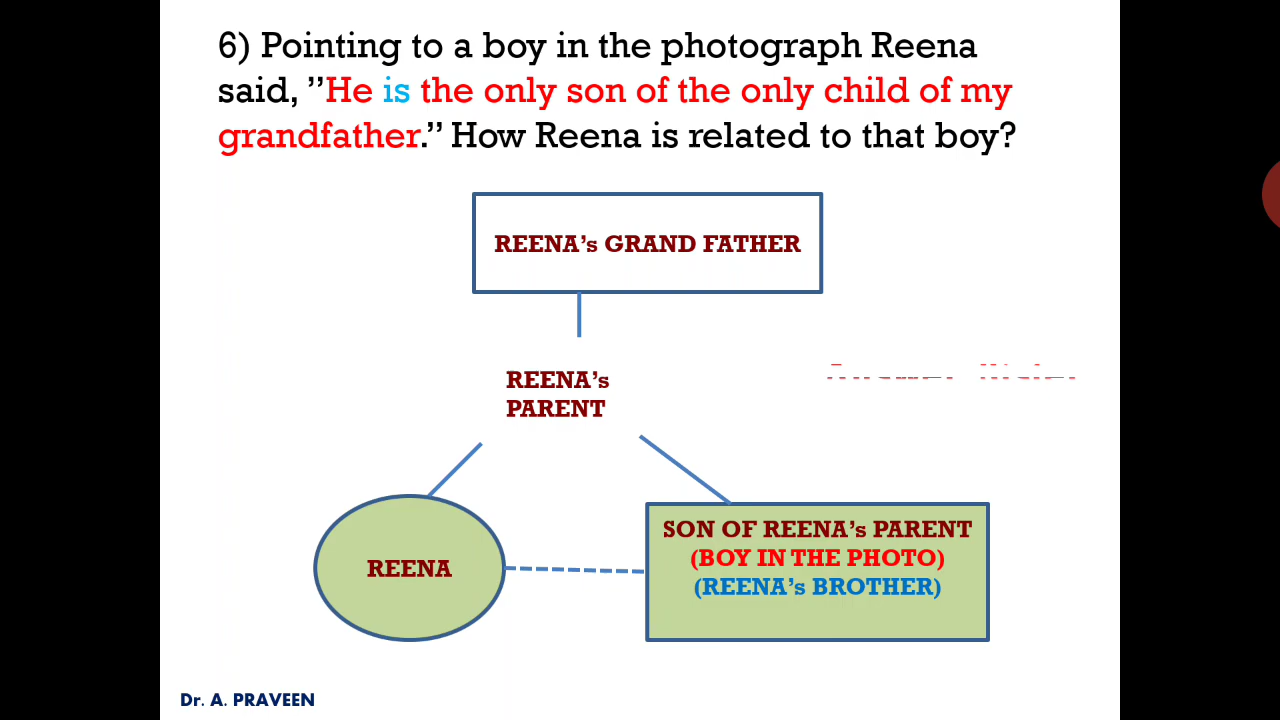 6) Pointing to a boy in the photograph Reena
said, ”He is the only son of the only child of my
grandfather.” How Reena is related to that boy?
REENA’s GRAND FATHER
REENA’s
PARENT
REENA
SON OF REENA’s PARENT
(BOY IN THE PHOTO)
(REENA’s BROTHER)
Dr. A. PRAVEEN